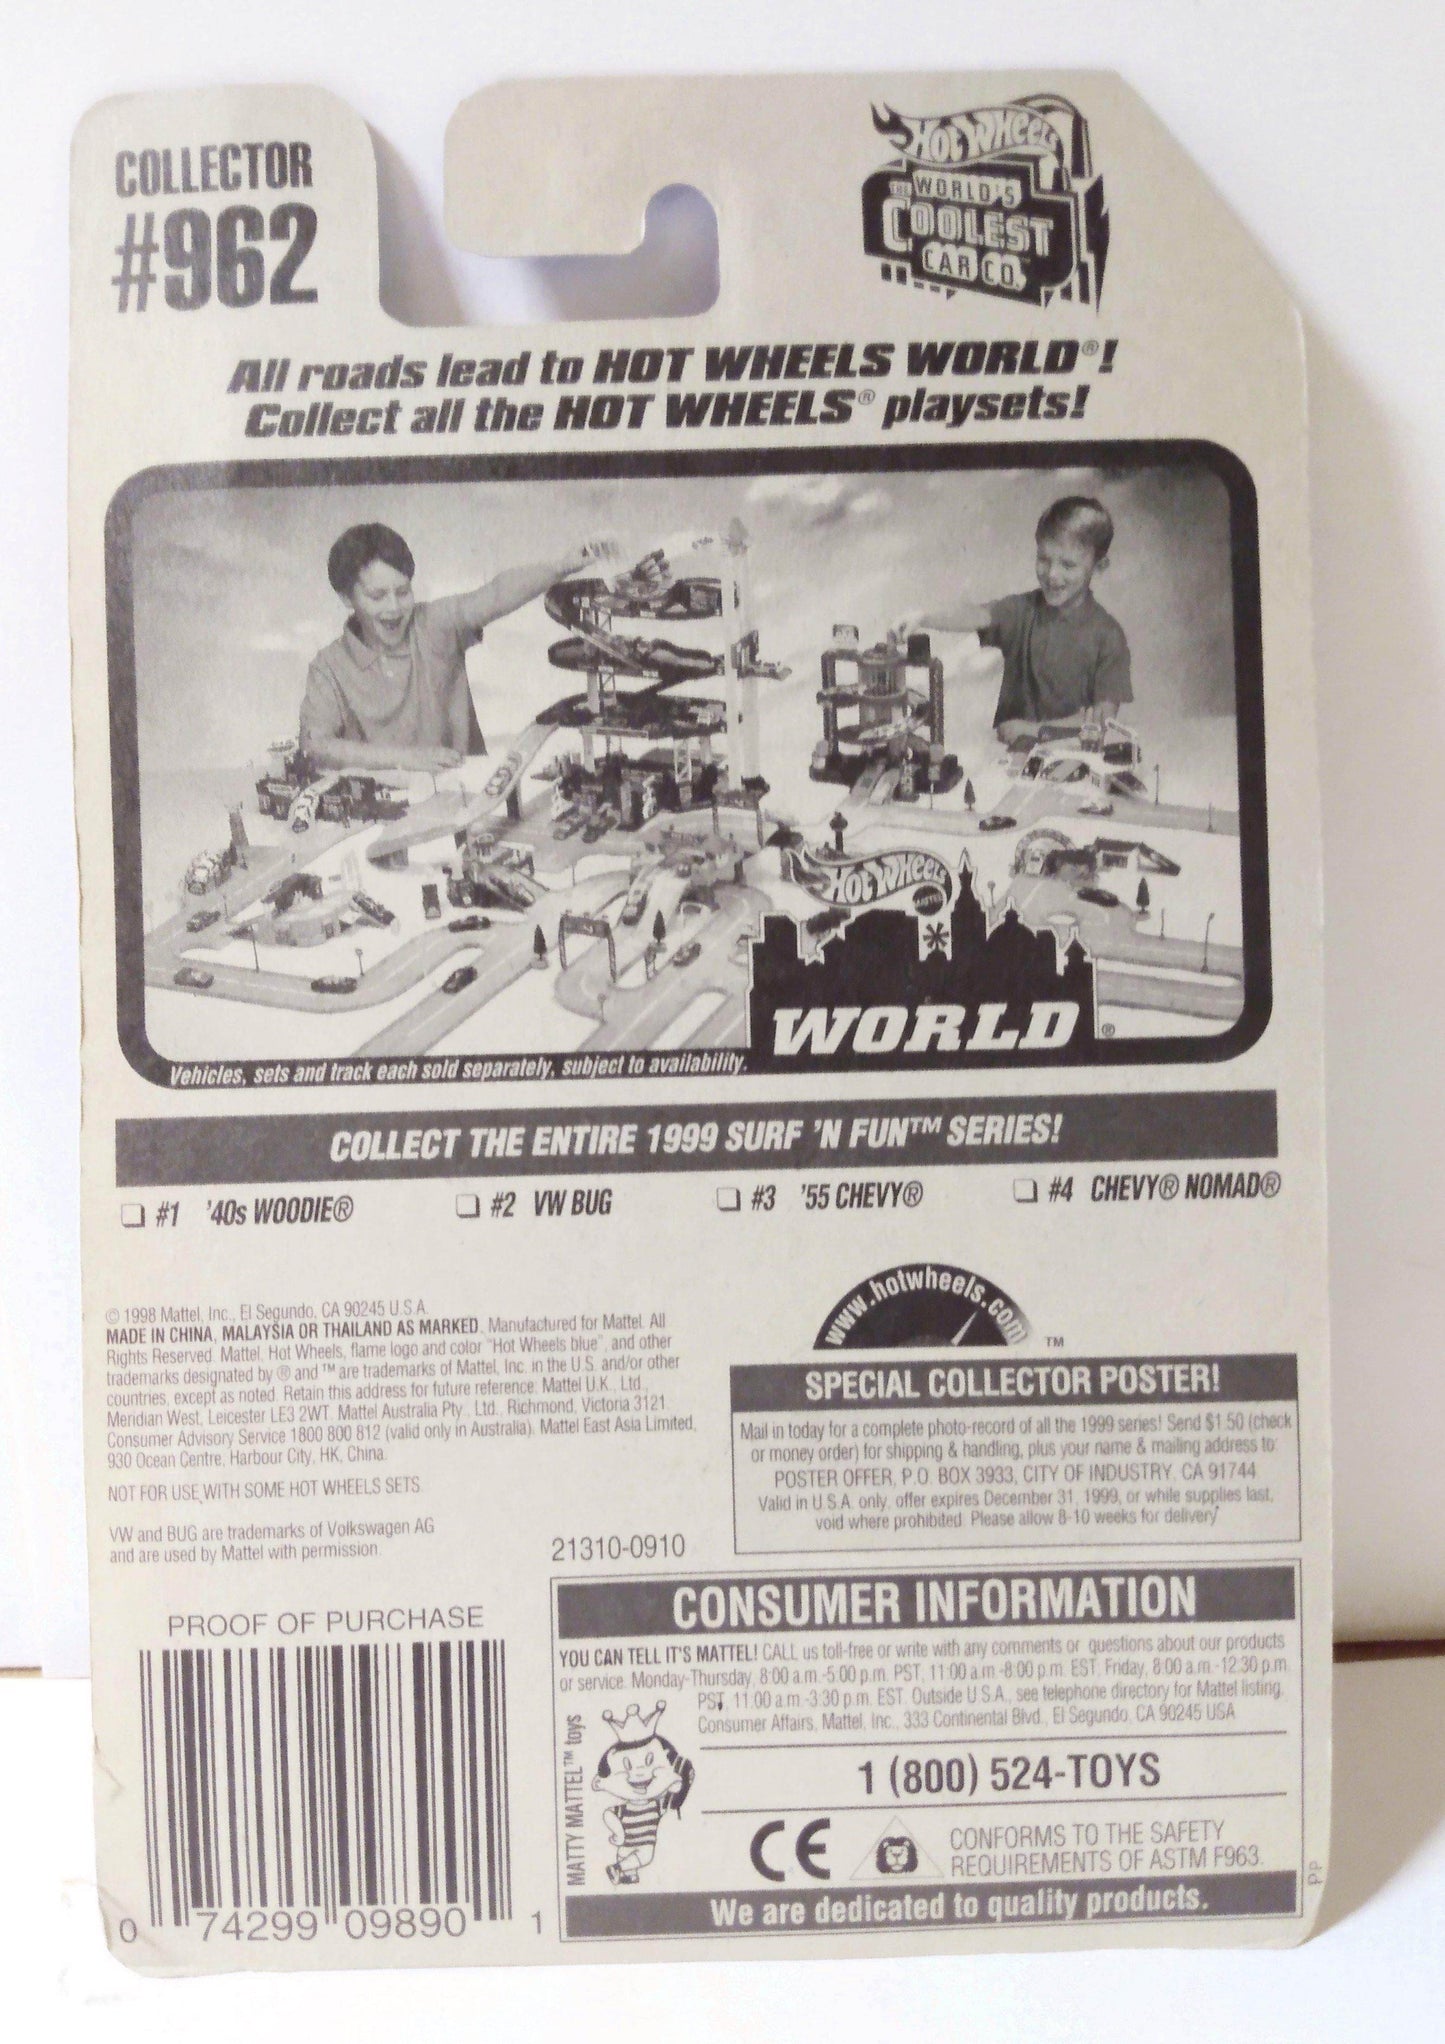 COLLECTOR
#962
HOT WHEELS
THE WORLD'S
COOLEST
CAR CO.™
All roads lead to HOT WHEELS WORLD®!
Collect all the HOT WHEELS® playsets!
HOT WHEELS
MATTEL
WORLD®
Vehicles, sets and track each sold separately, subject to availability.
COLLECT THE ENTIRE 1999 SURF 'N FUN™ SERIES!
☐ #1 '40s WOODIE® ☐ #2 VW BUG ☐ #3 '55 CHEVY® ☐ #4 CHEVY® NOMAD®
© 1998 Mattel, Inc., El Segundo, CA 90245 U.S.A.
MADE IN CHINA, MALAYSIA OR THAILAND AS MARKED. Manufactured for Mattel. All
Rights Reserved. Mattel, Hot Wheels, flame logo and color "Hot Wheels blue", and other
trademarks designated by ® and ™ are trademarks of Mattel, Inc. in the U.S. and/or other
countries, except as noted. Retain this address for future reference: Mattel U.K., Ltd.,
Meridian West, Leicester LE3 2WT. Mattel Australia Pty., Ltd., Richmond, Victoria 3121.
Consumer Advisory Service 1800 800 812 (valid only in Australia). Mattel East Asia Limited,
930 Ocean Centre, Harbour City, HK, China.
NOT FOR USE WITH SOME HOT WHEELS SETS.
VW and BUG are trademarks of Volkswagen AG
and are used by Mattel with permission.
21310-0910
www.hotwheels.com ™
SPECIAL COLLECTOR POSTER!
Mail in today for a complete photo-record of all the 1999 series! Send $1.50 (check
or money order) for shipping & handling, plus your name & mailing address to:
POSTER OFFER, P.O. BOX 3933, CITY OF INDUSTRY, CA 91744.
Valid in U.S.A. only, offer expires December 31, 1999, or while supplies last,
void where prohibited. Please allow 8-10 weeks for delivery.
PROOF OF PURCHASE
0 74299 09890 1
CONSUMER INFORMATION
YOU CAN TELL IT'S MATTEL! CALL us toll-free or write with any comments or questions about our products
or service. Monday-Thursday, 8:00 a.m.-5:00 p.m. PST, 11:00 a.m.-8:00 p.m. EST. Friday, 8:00 a.m.-12:30 p.m.
PST, 11:00 a.m.-3:30 p.m. EST. Outside U.S.A., see telephone directory for Mattel listing.
Consumer Affairs, Mattel, Inc., 333 Continental Blvd., El Segundo, CA 90245 USA
MATTY MATTEL™ toys
1 (800) 524-TOYS
CE
CONFORMS TO THE SAFETY
REQUIREMENTS OF ASTM F963.
We are dedicated to quality products.
PP